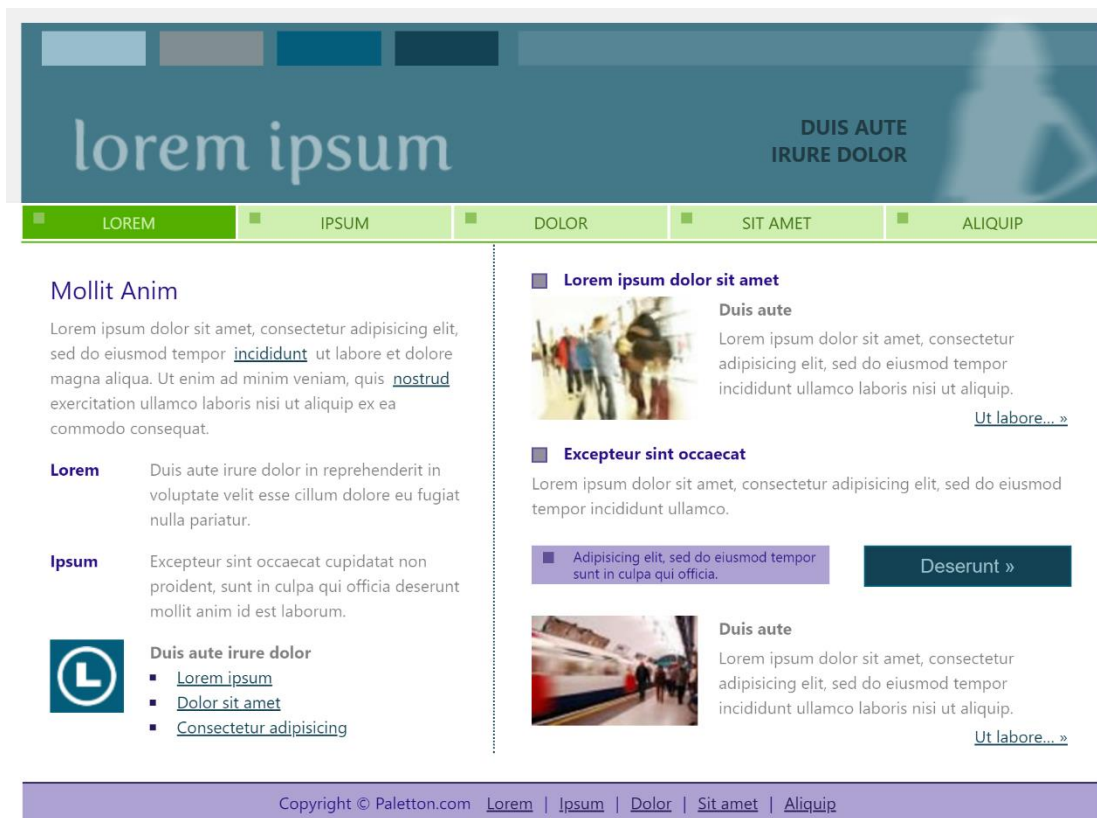 lorem ipsum
DUIS AUTE
IRURE DOLOR
LOREM
IPSUM
DOLOR
SIT AMET
ALIQUIP
Mollit Anim
Lorem ipsum dolor sit amet, consectetur adipisicing elit,
sed do eiusmod tempor incididunt ut labore et dolore
magna aliqua. Ut enim ad minim veniam, quis nostrud
exercitation ullamco laboris nisi ut aliquip ex ea
commodo consequat.
Lorem
Duis aute irure dolor in reprehenderit in
voluptate velit esse cillum dolore eu fugiat
nulla pariatur.
Ipsum
Excepteur sint occaecat cupidatat non
proident, sunt in culpa qui officia deserunt
mollit anim id est laborum.
L
Duis aute irure dolor
Lorem ipsum
Dolor sit amet
Consectetur adipisicing
Lorem ipsum dolor sit amet
Duis aute
Lorem ipsum dolor sit amet, consectetur
adipisicing elit, sed do eiusmod tempor
incididunt ullamco laboris nisi ut aliquip.
Ut labore... »
Excepteur sint occaecat
Lorem ipsum dolor sit amet, consectetur adipisicing elit, sed do eiusmod
tempor incididunt ullamco.
Adipisicing elit, sed do eiusmod tempor
sunt in culpa qui officia.
Deserunt »
Duis aute
Lorem ipsum dolor sit amet, consectetur
adipisicing elit, sed do eiusmod tempor
incididunt ullamco laboris nisi ut aliquip.
Ut labore... »
Copyright © Paletton.com Lorem | Ipsum | Dolor | Sit amet | Aliquip